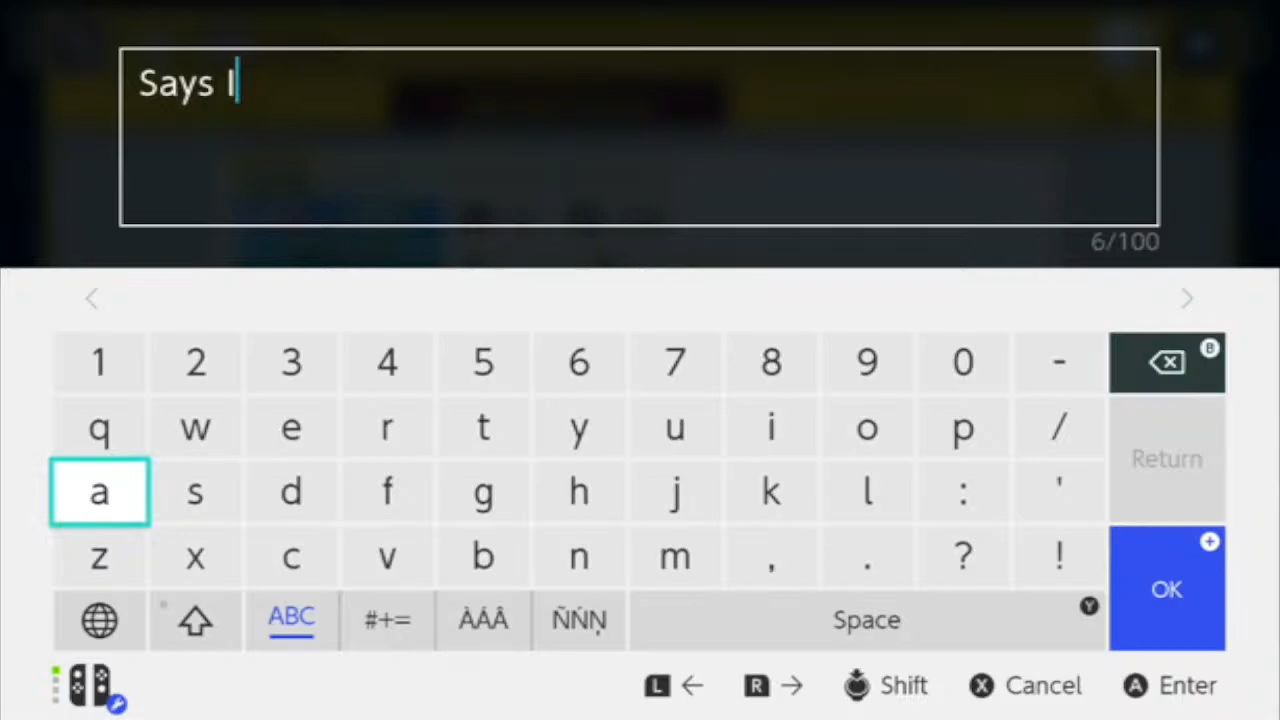 Says I
6/100
1 2 3 4 5 6 7 8 9 0 - B
q w e r t y u i o p / Return
a s d f g h j k l : '
z x c v b n m , . ? ! + OK
ABC #+= ÀÁÂ ÑŃŅ Space Y
L ← R → Shift X Cancel A Enter